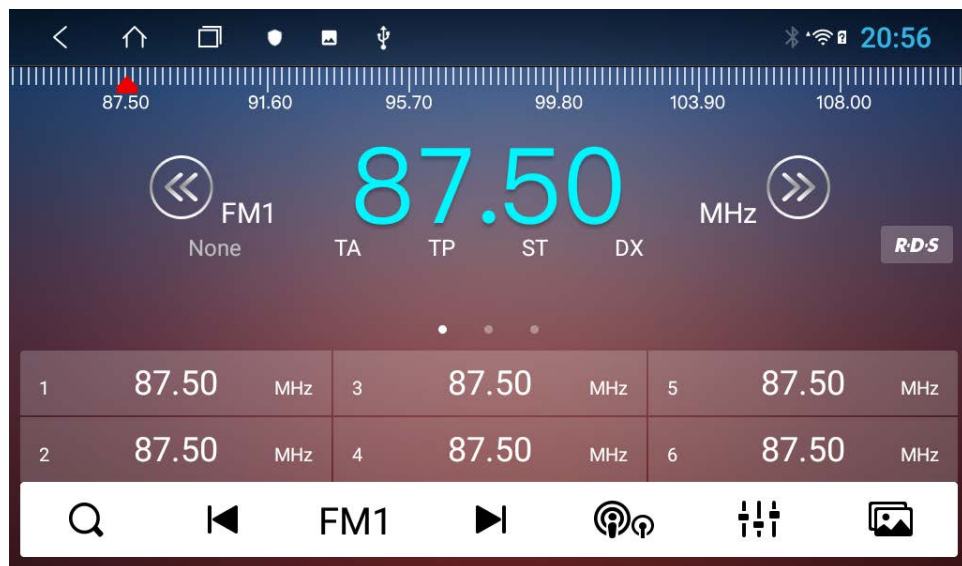 20:56
87.50 91.60 95.70 99.80 103.90 108.00
FM1 87.50 MHz
None TA TP ST DX R·D·S
1 87.50 MHz 3 87.50 MHz 5 87.50 MHz
2 87.50 MHz 4 87.50 MHz 6 87.50 MHz
FM1